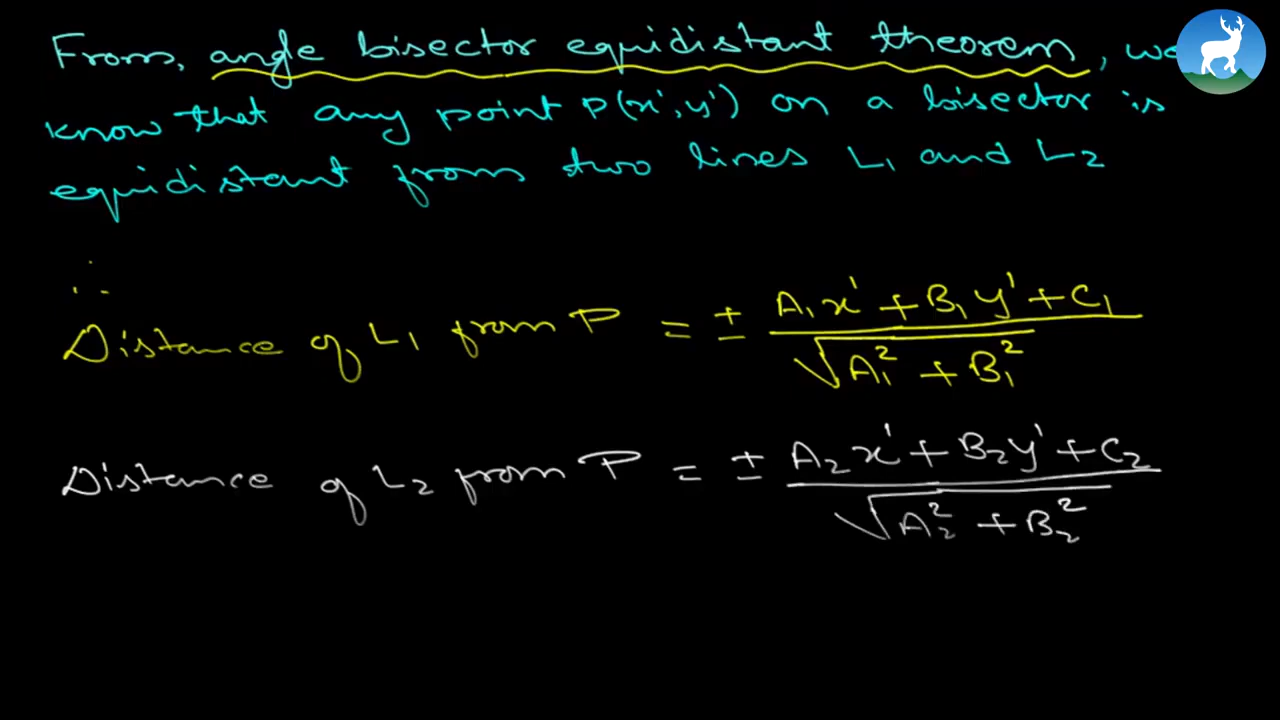 From, angle bisector equidistant theorem, we
know that any point P(x', y') on a bisector is
equidistant from two lines L₁ and L₂
∴
Distance of L₁ from P = ± (A₁x' + B₁y' + C₁) / √(A₁² + B₁²)
Distance of L₂ from P = ± (A₂x' + B₂y' + C₂) / √(A₂² + B₂²)